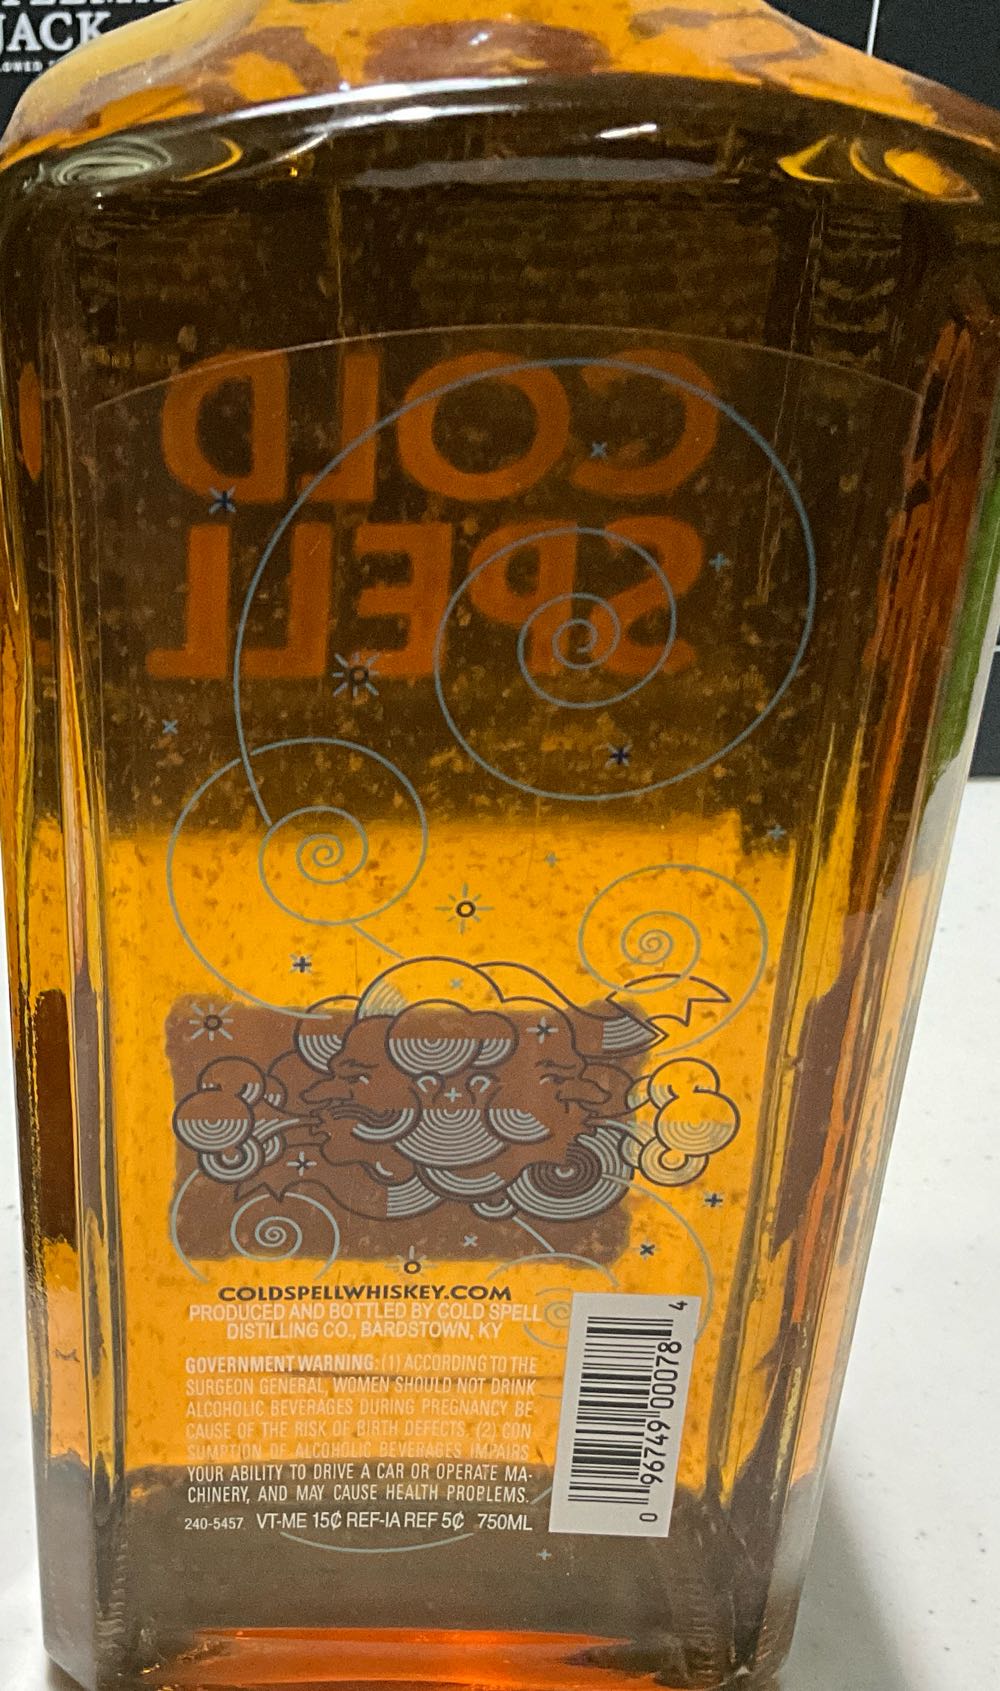 JACK
COLD
SPELL
COLDSPELLWHISKEY.COM
PRODUCED AND BOTTLED BY COLD SPELL
DISTILLING CO., BARDSTOWN, KY
GOVERNMENT WARNING: (1) ACCORDING TO THE
SURGEON GENERAL, WOMEN SHOULD NOT DRINK
ALCOHOLIC BEVERAGES DURING PREGNANCY BE-
CAUSE OF THE RISK OF BIRTH DEFECTS. (2) CON-
SUMPTION OF ALCOHOLIC BEVERAGES IMPAIRS
YOUR ABILITY TO DRIVE A CAR OR OPERATE MA-
CHINERY, AND MAY CAUSE HEALTH PROBLEMS.
240-5457 VT-ME 15¢ REF-IA REF 5¢ 750ML
0 96749 00078 4